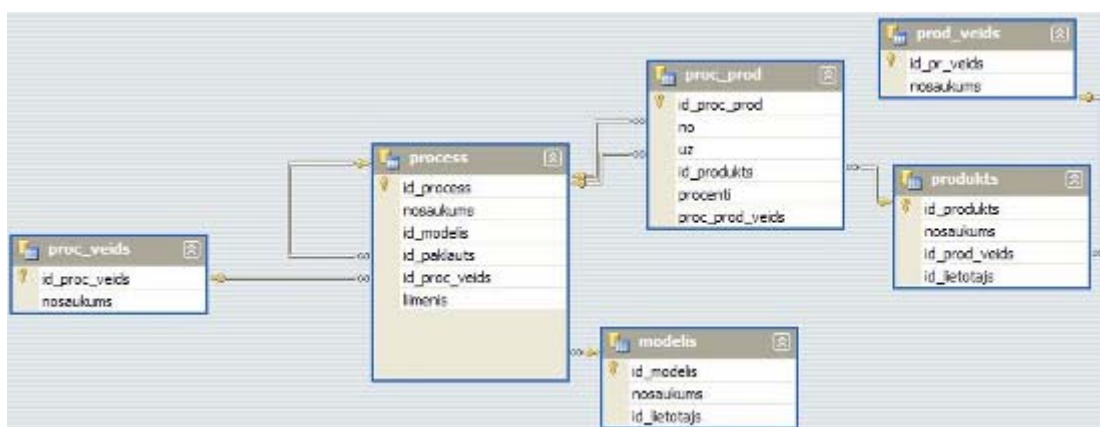 prod_veids
id_pr_veids
nosaukums
proc_prod
id_proc_prod
no
uz
id_produkts
procenti
proc_prod_veids
process
id_process
nosaukums
id_modelis
id_paklauts
id_proc_veids
limenis
produkts
id_produkts
nosaukums
id_prod_veids
id_lietotajs
proc_veids
id_proc_veids
nosaukums
modelis
id_modelis
nosaukums
id_lietotajs